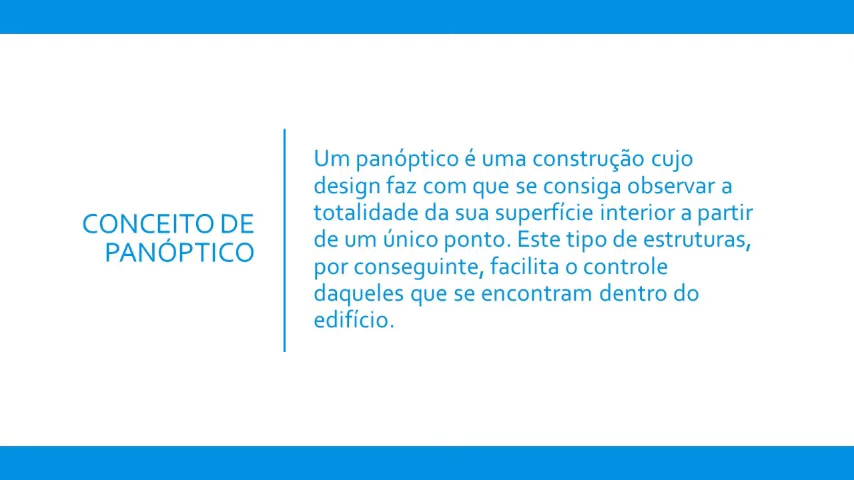 CONCEITO DE
PANÓPTICO
Um panóptico é uma construção cujo
design faz com que se consiga observar a
totalidade da sua superfície interior a partir
de um único ponto. Este tipo de estruturas,
por conseguinte, facilita o controle
daqueles que se encontram dentro do
edifício.